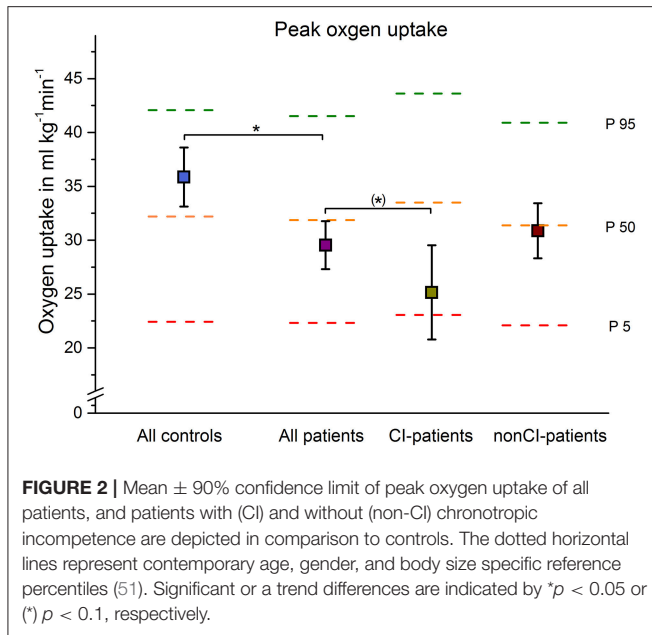 Peak oxgen uptake
Oxygen uptake in ml kg⁻¹min⁻¹
45
40
35
30
25
20
0
P 95
P 50
P 5
*
(*)
All controls
All patients
CI-patients
nonCI-patients
FIGURE 2 | Mean ± 90% confidence limit of peak oxygen uptake of all
patients, and patients with (CI) and without (non-CI) chronotropic
incompetence are depicted in comparison to controls. The dotted horizontal
lines represent contemporary age, gender, and body size specific reference
percentiles (51). Significant or a trend differences are indicated by *p < 0.05 or
(*) p < 0.1, respectively.